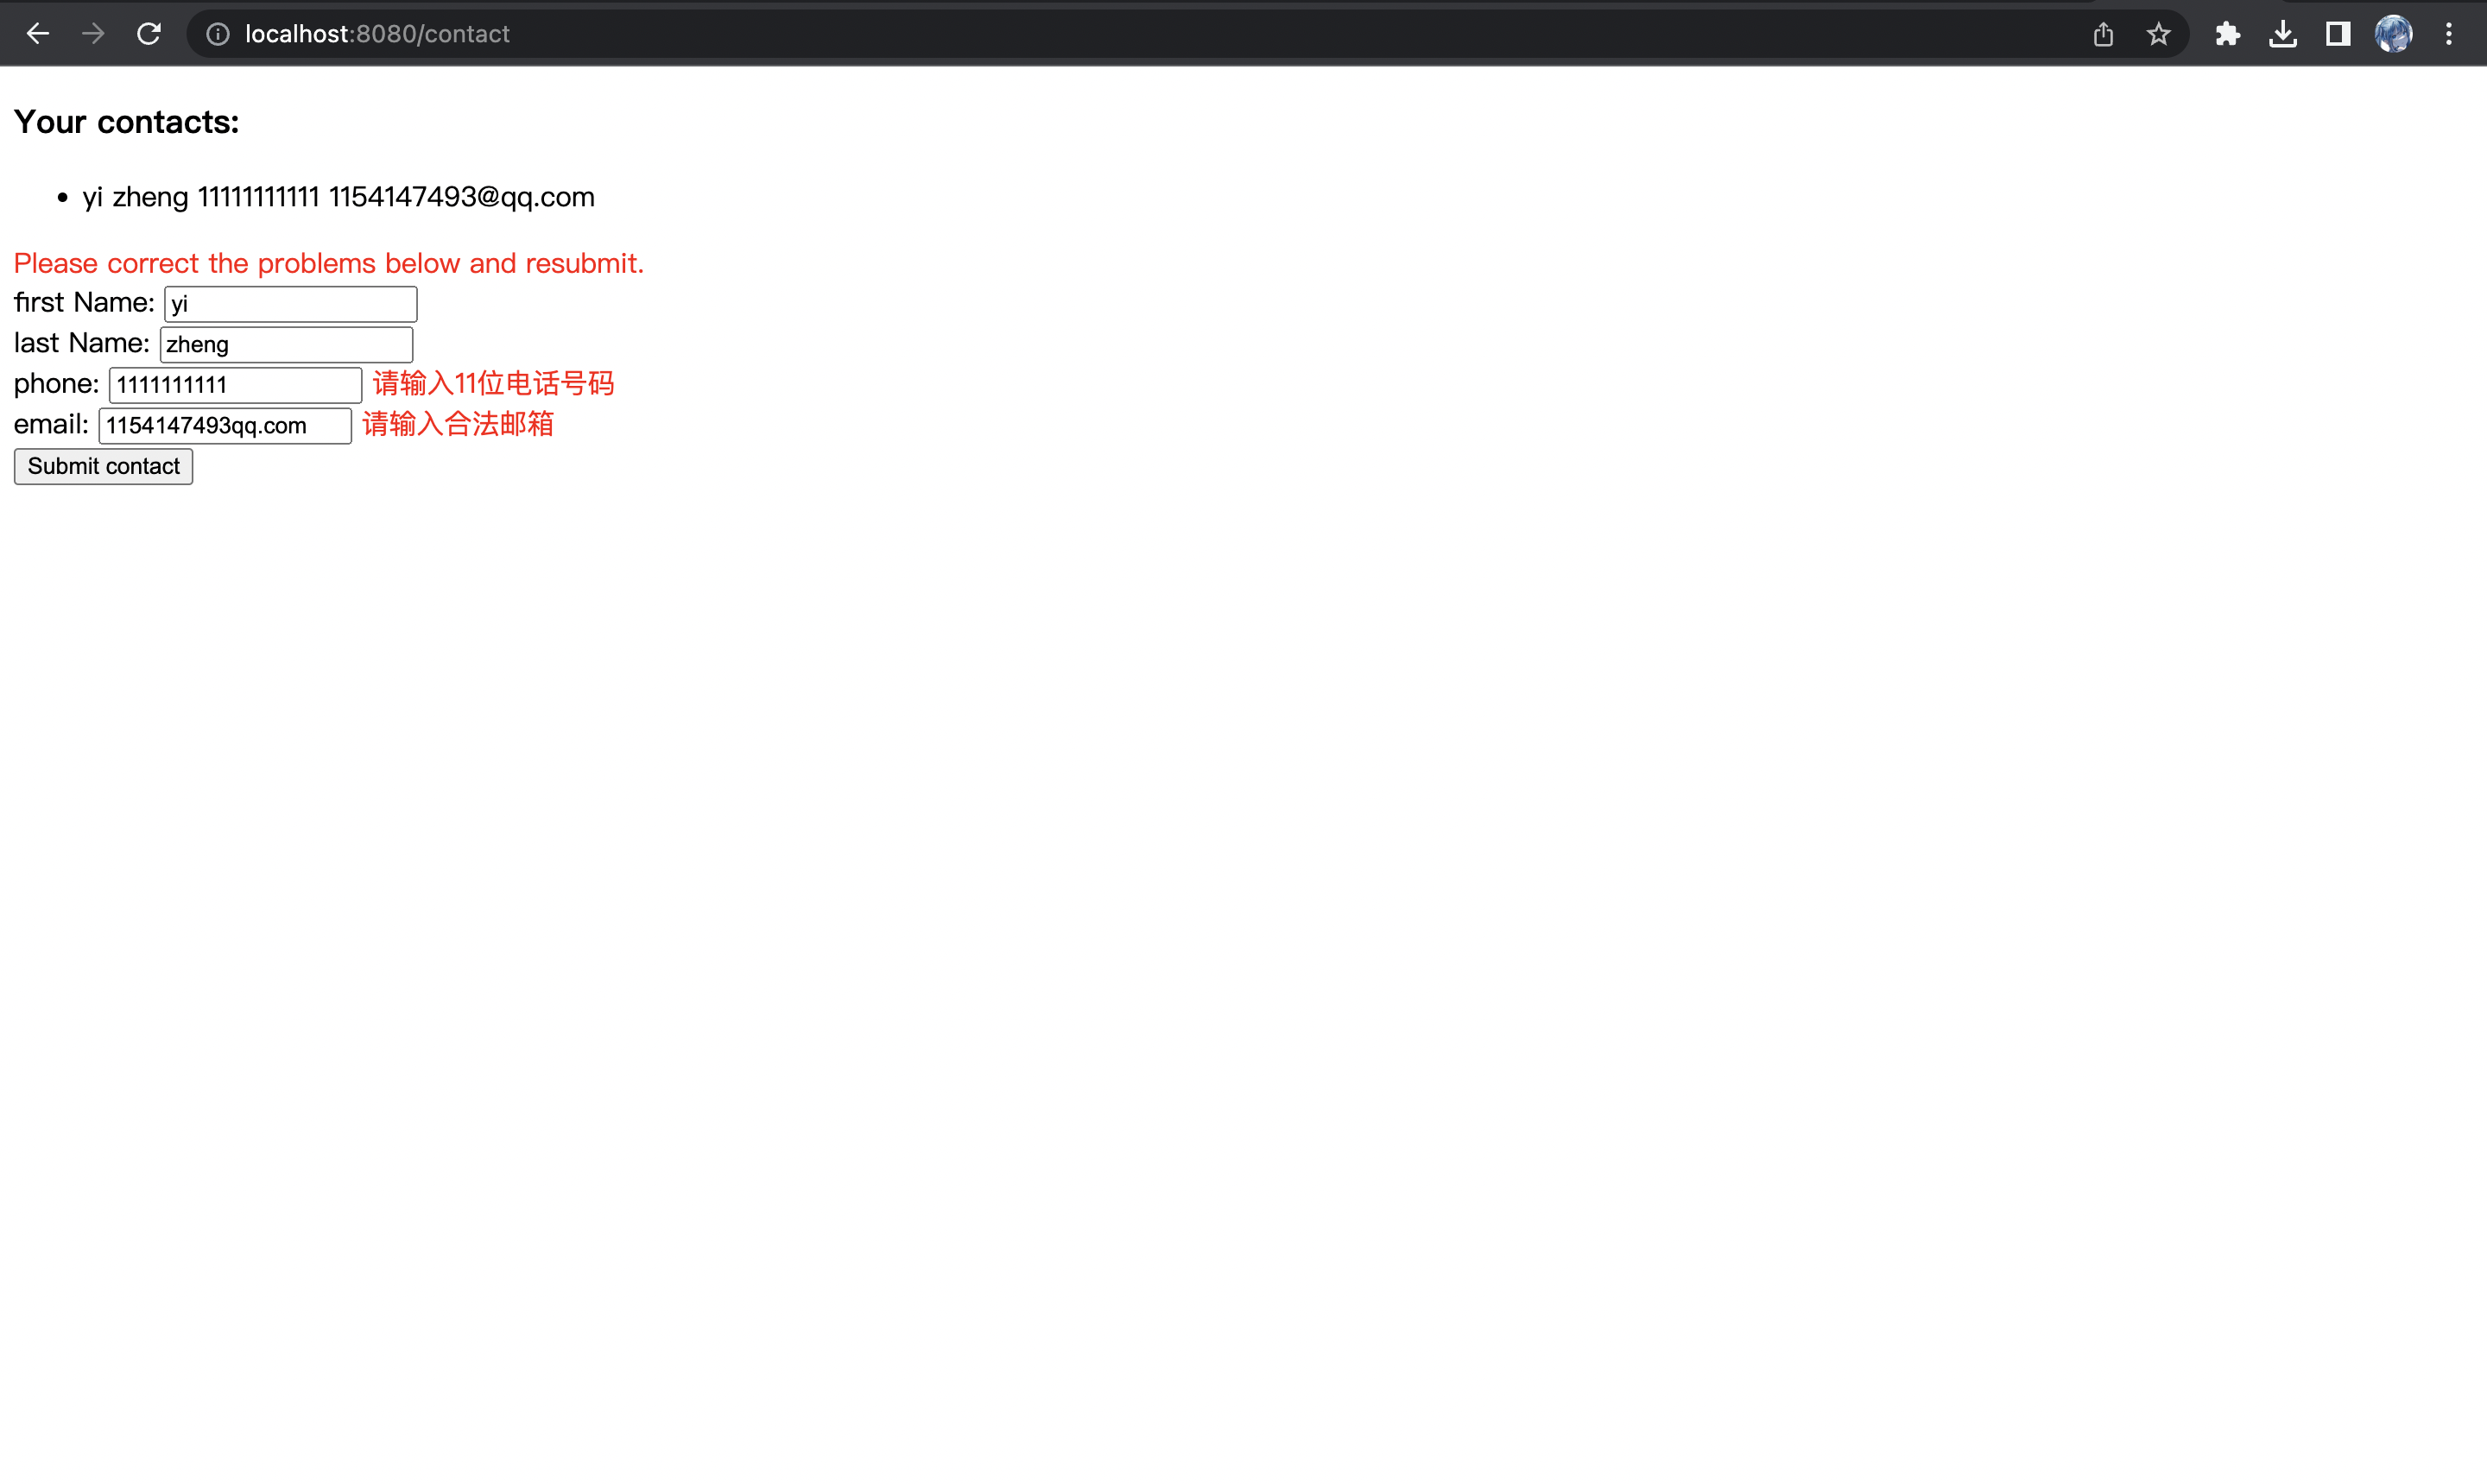 localhost:8080/contact
Your contacts:
• yi zheng 11111111111 1154147493@qq.com
Please correct the problems below and resubmit.
first Name: yi
last Name: zheng
phone: 1111111111 请输入11位电话号码
email: 1154147493qq.com 请输入合法邮箱
Submit contact